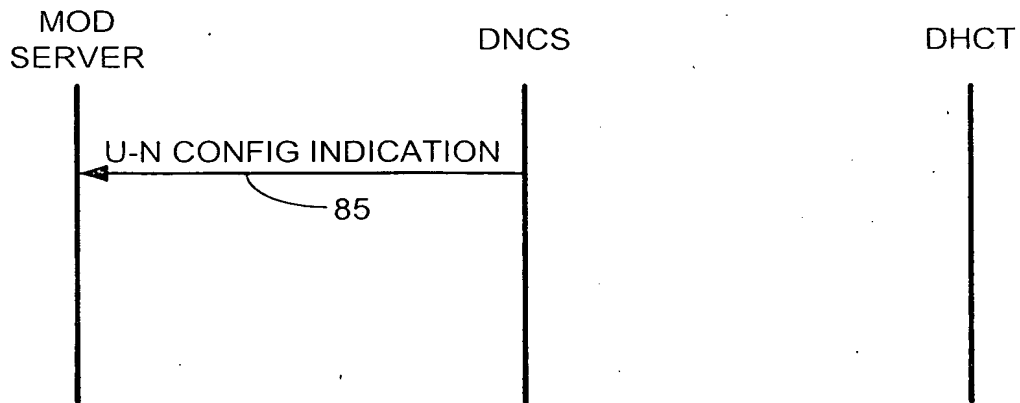 MOD
SERVER
DNCS
DHCT
U-N CONFIG INDICATION
85